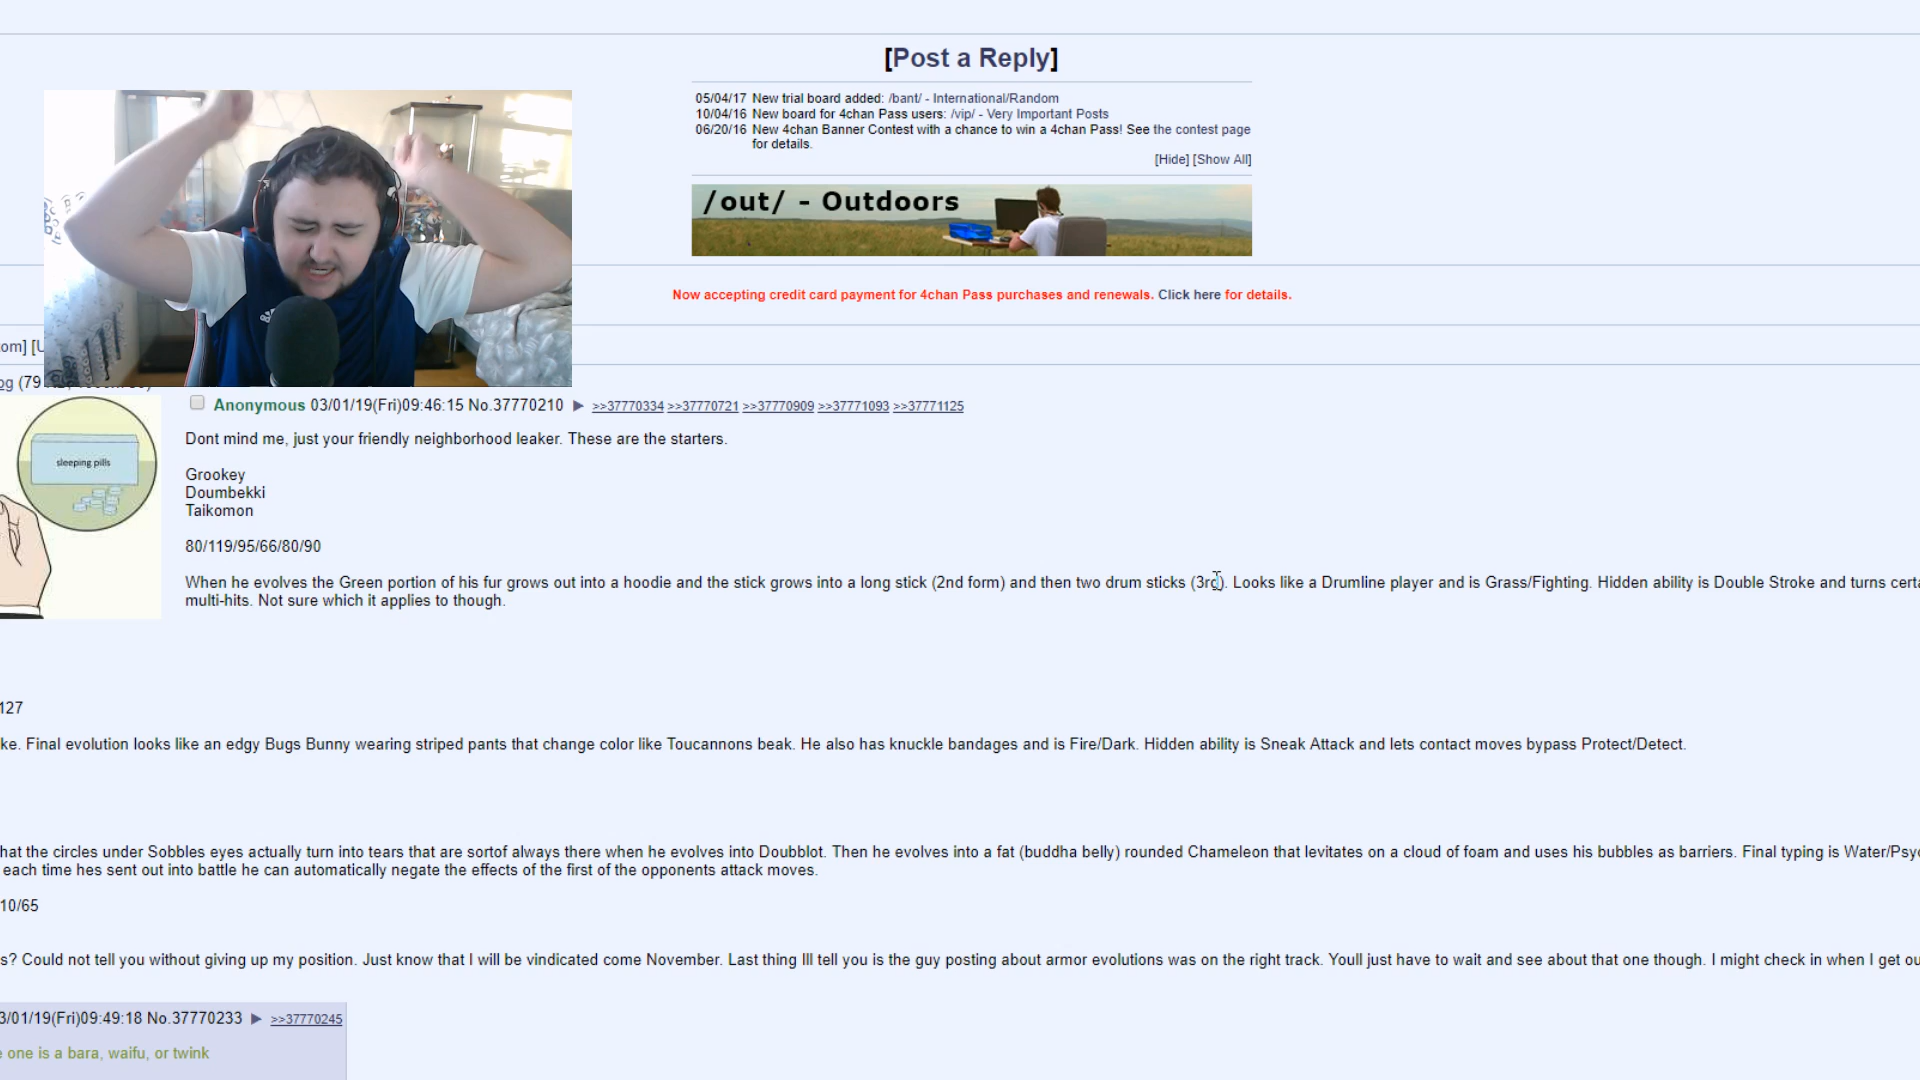 [Post a Reply]
05/04/17 New trial board added: /bant/ - International/Random
10/04/16 New board for 4chan Pass users: /vip/ - Very Important Posts
06/20/16 New 4chan Banner Contest with a chance to win a 4chan Pass! See the contest page
for details.
[Hide] [Show All]
/out/ - Outdoors
Now accepting credit card payment for 4chan Pass purchases and renewals. Click here for details.
om] [U
og (79
Anonymous 03/01/19(Fri)09:46:15 No.37770210 ▶ >>37770334 >>37770721 >>37770909 >>37771093 >>37771125
Dont mind me, just your friendly neighborhood leaker. These are the starters.
sleeping pills
Grookey
Doumbekki
Taikomon
80/119/95/66/80/90
When he evolves the Green portion of his fur grows out into a hoodie and the stick grows into a long stick (2nd form) and then two drum sticks (3rd). Looks like a Drumline player and is Grass/Fighting. Hidden ability is Double Stroke and turns certa
multi-hits. Not sure which it applies to though.
127
ke. Final evolution looks like an edgy Bugs Bunny wearing striped pants that change color like Toucannons beak. He also has knuckle bandages and is Fire/Dark. Hidden ability is Sneak Attack and lets contact moves bypass Protect/Detect.
hat the circles under Sobbles eyes actually turn into tears that are sortof always there when he evolves into Doubblot. Then he evolves into a fat (buddha belly) rounded Chameleon that levitates on a cloud of foam and uses his bubbles as barriers. Final typing is Water/Psy
each time hes sent out into battle he can automatically negate the effects of the first of the opponents attack moves.
10/65
s? Could not tell you without giving up my position. Just know that I will be vindicated come November. Last thing Ill tell you is the guy posting about armor evolutions was on the right track. Youll just have to wait and see about that one though. I might check in when I get ou
3/01/19(Fri)09:49:18 No.37770233 ▶ >>37770245
e one is a bara, waifu, or twink